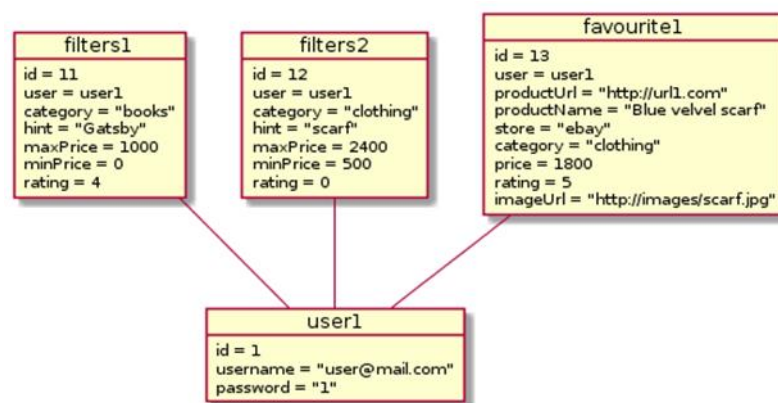 filters1
id = 11
user = user1
category = "books"
hint = "Gatsby"
maxPrice = 1000
minPrice = 0
rating = 4
filters2
id = 12
user = user1
category = "clothing"
hint = "scarf"
maxPrice = 2400
minPrice = 500
rating = 0
favourite1
id = 13
user = user1
productUrl = "http://url1.com"
productName = "Blue velvel scarf"
store = "ebay"
category = "clothing"
price = 1800
rating = 5
imageUrl = "http://images/scarf.jpg"
user1
id = 1
username = "user@mail.com"
password = "1"